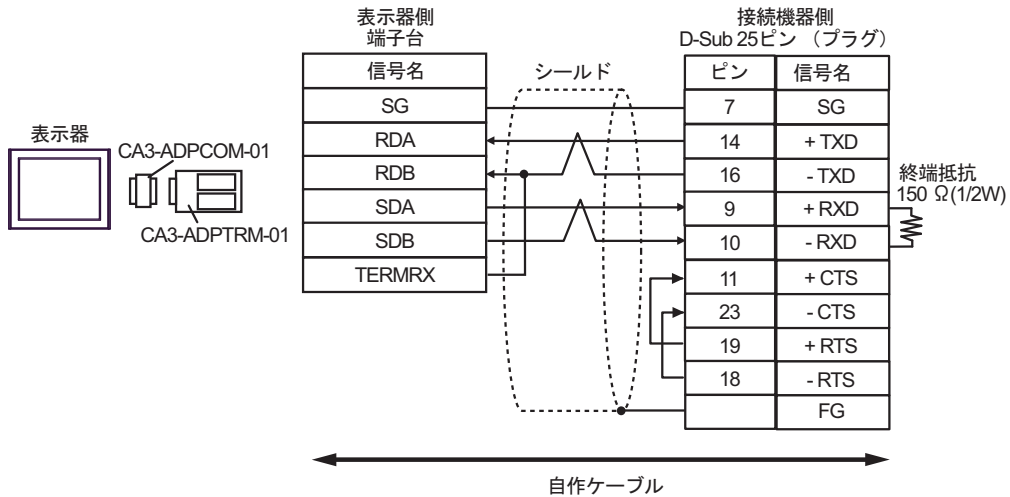 表示器側
端子台
接続機器側
D-Sub 25ピン （プラグ）
信号名
シールド
ピン
信号名
SG
7
SG
表示器
CA3-ADPCOM-01
RDA
14
+ TXD
RDB
16
- TXD
終端抵抗
150 Ω(1/2W)
SDA
9
+ RXD
CA3-ADPTRM-01
SDB
10
- RXD
TERMRX
11
+ CTS
23
- CTS
19
+ RTS
18
- RTS
FG
自作ケーブル